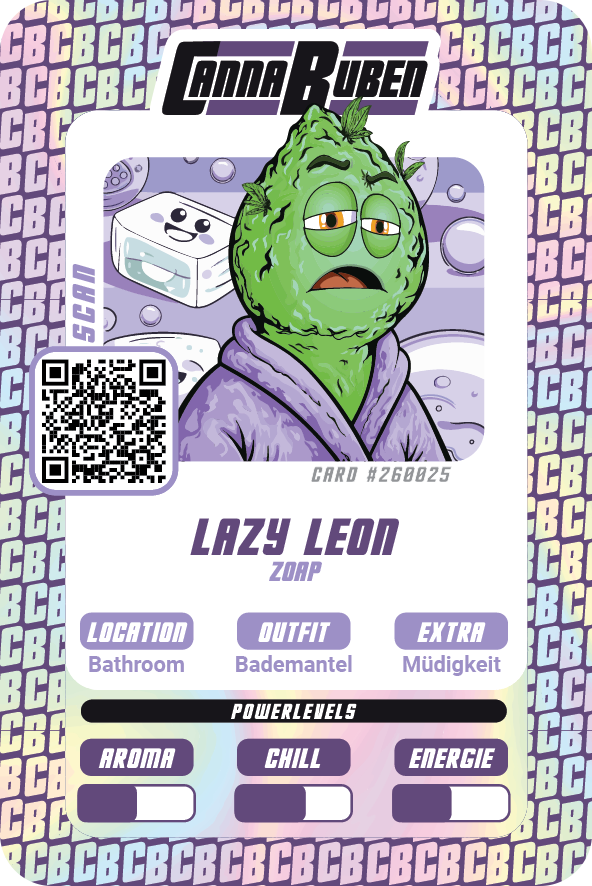 CANNABUBEN
SCAN
CARD #260025
LAZY LEON
ZOAP
LOCATION OUTFIT EXTRA
Bathroom Bademantel Müdigkeit
POWERLEVELS
AROMA CHILL ENERGIE